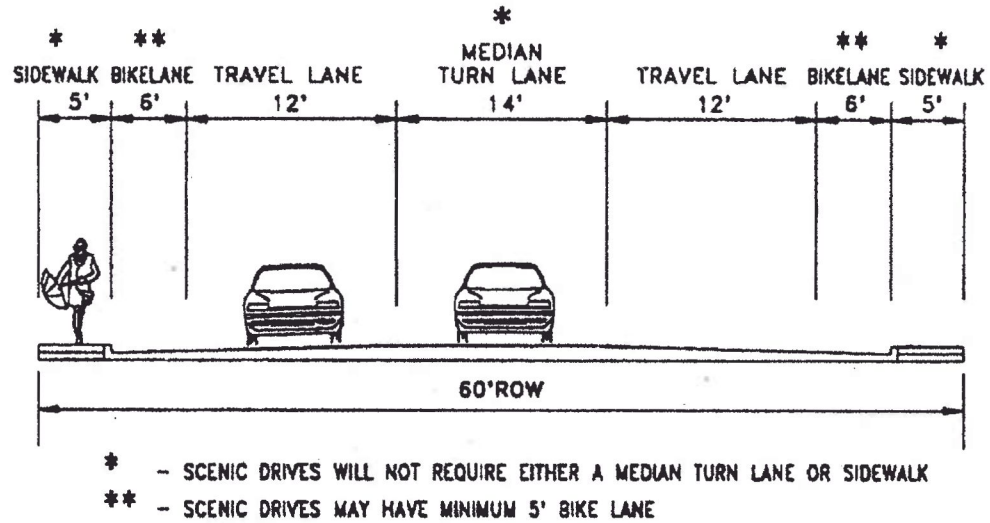 *
* ** MEDIAN ** *
SIDEWALK BIKELANE TRAVEL LANE TURN LANE TRAVEL LANE BIKELANE SIDEWALK
5' 6' 12' 14' 12' 6' 5'
60'ROW
* - SCENIC DRIVES WILL NOT REQUIRE EITHER A MEDIAN TURN LANE OR SIDEWALK
** - SCENIC DRIVES MAY HAVE MINIMUM 5' BIKE LANE